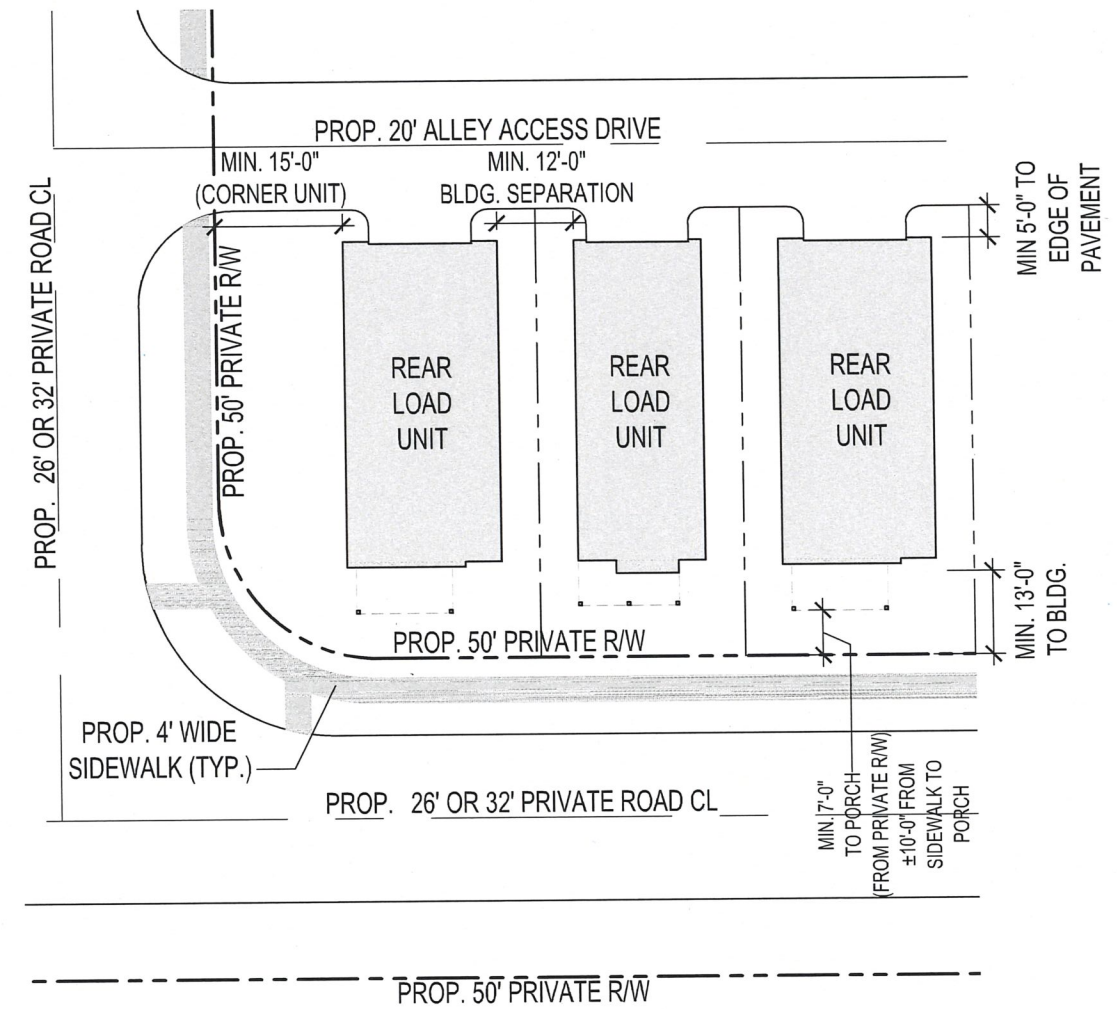 PROP. 20' ALLEY ACCESS DRIVE
MIN. 15'-0"
(CORNER UNIT)
MIN. 12'-0"
BLDG. SEPARATION
MIN 5'-0" TO
EDGE OF
PAVEMENT
PROP. 26' OR 32' PRIVATE ROAD CL
PROP. 50' PRIVATE R/W
REAR
LOAD
UNIT
REAR
LOAD
UNIT
REAR
LOAD
UNIT
MIN. 13'-0"
TO BLDG.
PROP. 50' PRIVATE R/W
PROP. 4' WIDE
SIDEWALK (TYP.)
PROP. 26' OR 32' PRIVATE ROAD CL
MIN. 7'-0"
TO PORCH
(FROM PRIVATE R/W)
±10'-0" FROM
SIDEWALK TO
PORCH
PROP. 50' PRIVATE R/W